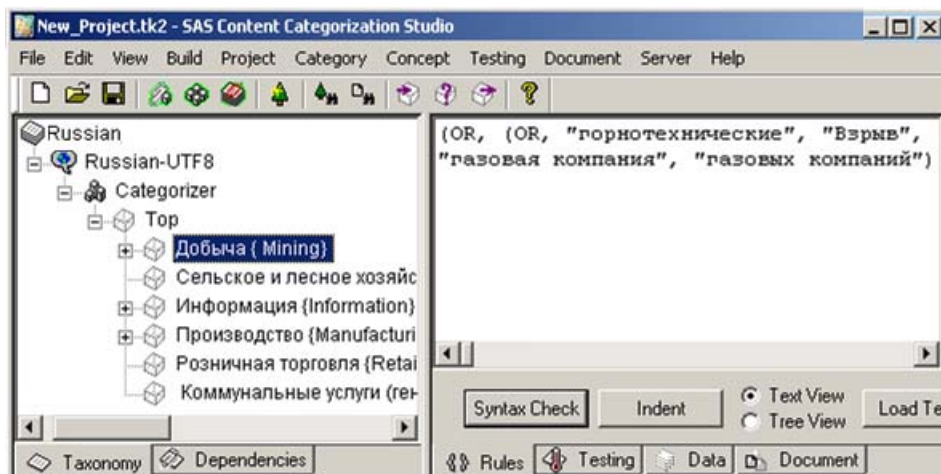 New_Project.tk2 - SAS Content Categorization Studio
File Edit View Build Project Category Concept Testing Document Server Help
Russian
Russian-UTF8
Categorizer
Top
Добыча { Mining}
Сельское и лесное хозяйс
Информация {Information}
Производство {Manufacturi
Розничная торговля {Retai
Коммунальные услуги (ген
Taxonomy Dependencies
(OR, (OR, "горнотехнические", "Взрыв",
"газовая компания", "газовых компаний")
Syntax Check Indent Text View Load Te
Tree View
Rules Testing Data Document